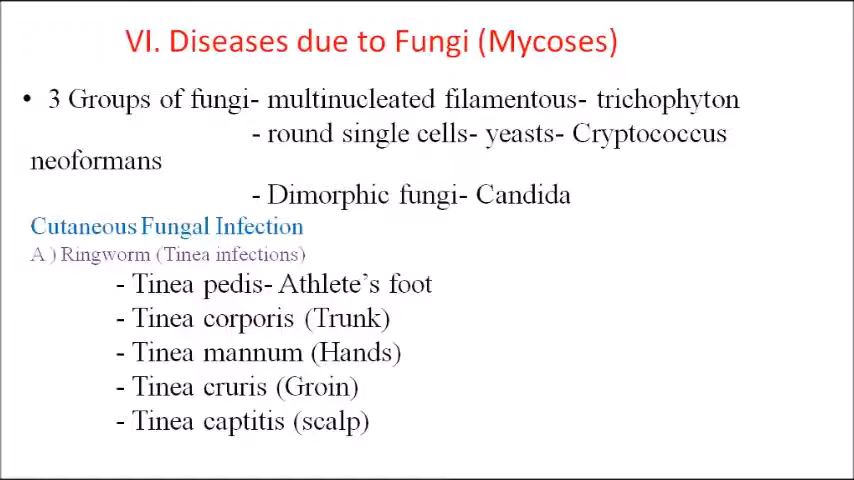 VI. Diseases due to Fungi (Mycoses)
• 3 Groups of fungi- multinucleated filamentous- trichophyton
- round single cells- yeasts- Cryptococcus
neoformans
- Dimorphic fungi- Candida
Cutaneous Fungal Infection
A ) Ringworm (Tinea infections)
- Tinea pedis- Athlete’s foot
- Tinea corporis (Trunk)
- Tinea mannum (Hands)
- Tinea cruris (Groin)
- Tinea captitis (scalp)